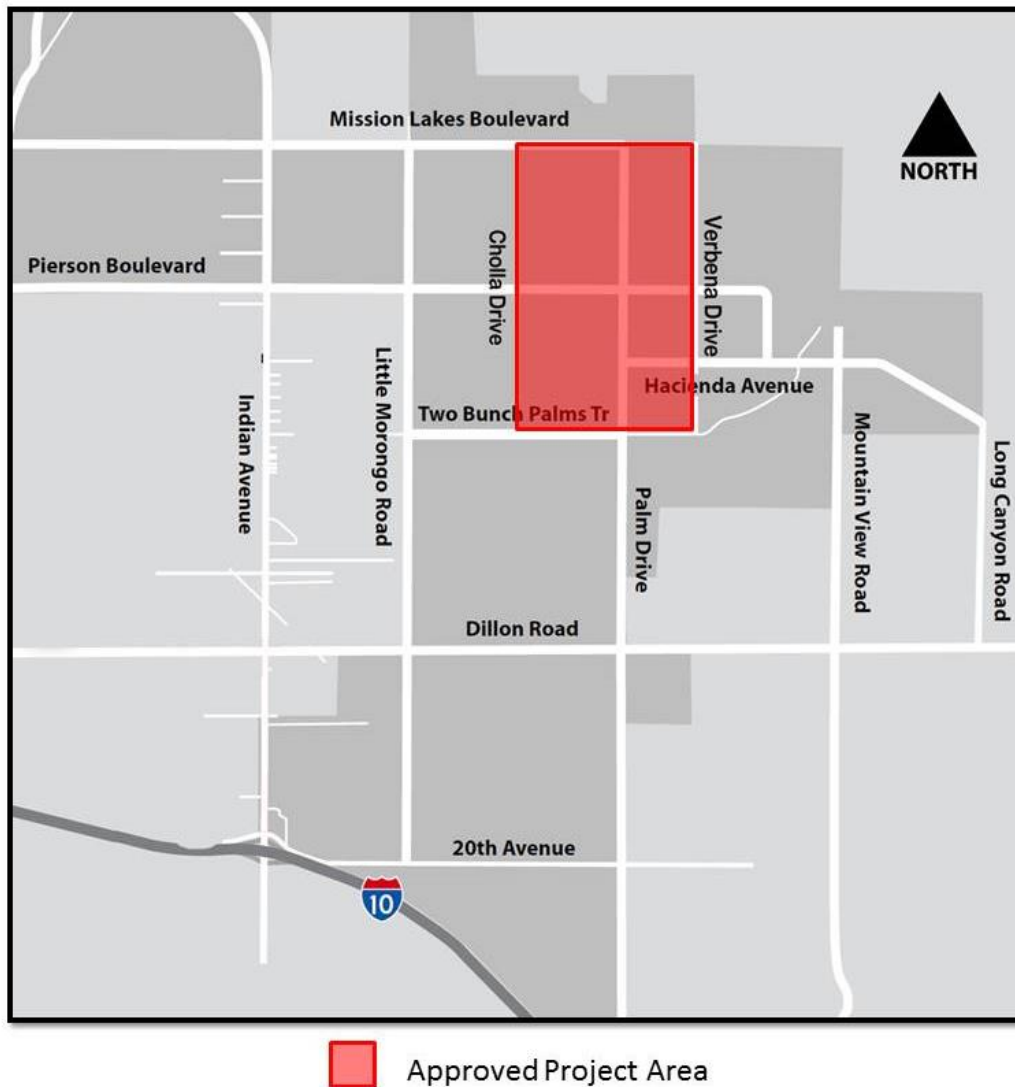 Mission Lakes Boulevard
NORTH
Pierson Boulevard
Cholla Drive
Verbena Drive
Indian Avenue
Little Morongo Road
Hacienda Avenue
Two Bunch Palms Tr
Palm Drive
Mountain View Road
Long Canyon Road
Dillon Road
20th Avenue
10
Approved Project Area